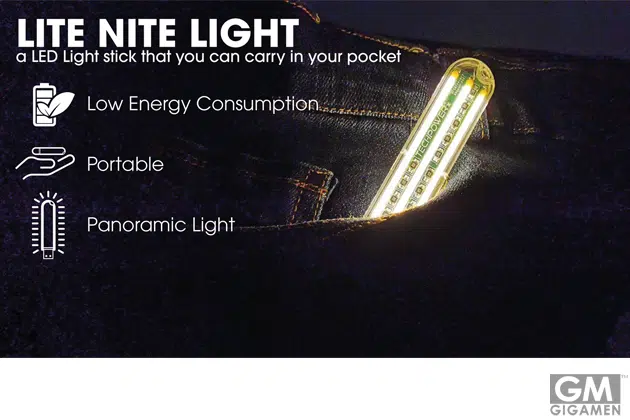 LITE NITE LIGHT
a LED Light stick that you can carry in your pocket
Low Energy Consumption
Portable
Panoramic Light
GM
GIGAMEN